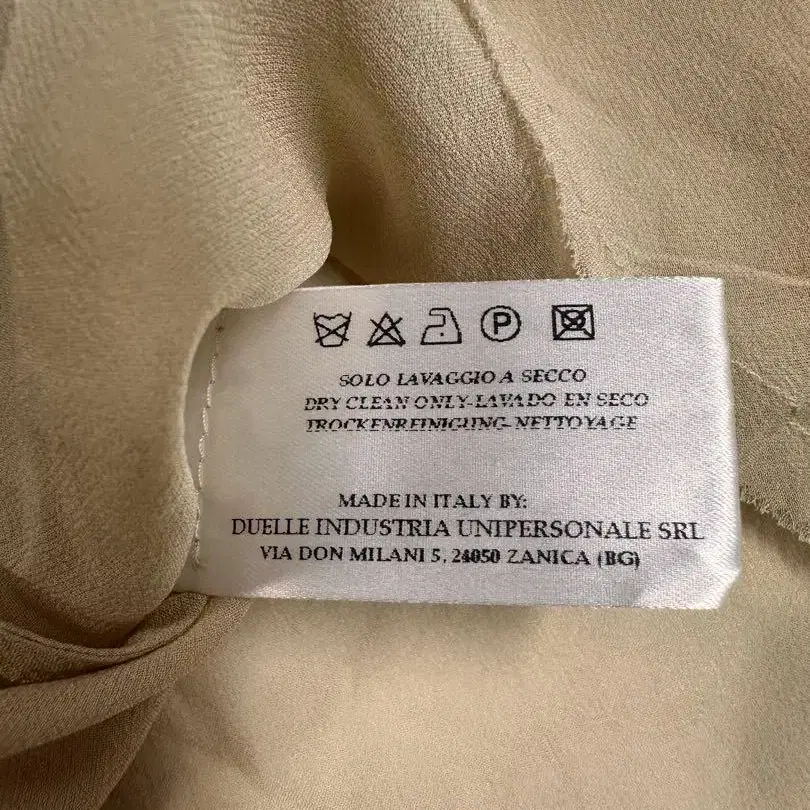 P
SOLO LAVAGGIO A SECCO
DRY CLEAN ONLY-LAVADO EN SECO
TROCKENREINIGUNG-NETTOYAGE
MADE IN ITALY BY:
DUELLE INDUSTRIA UNIPERSONALE SRL
VIA DON MILANI 5, 24050 ZANICA (BG)